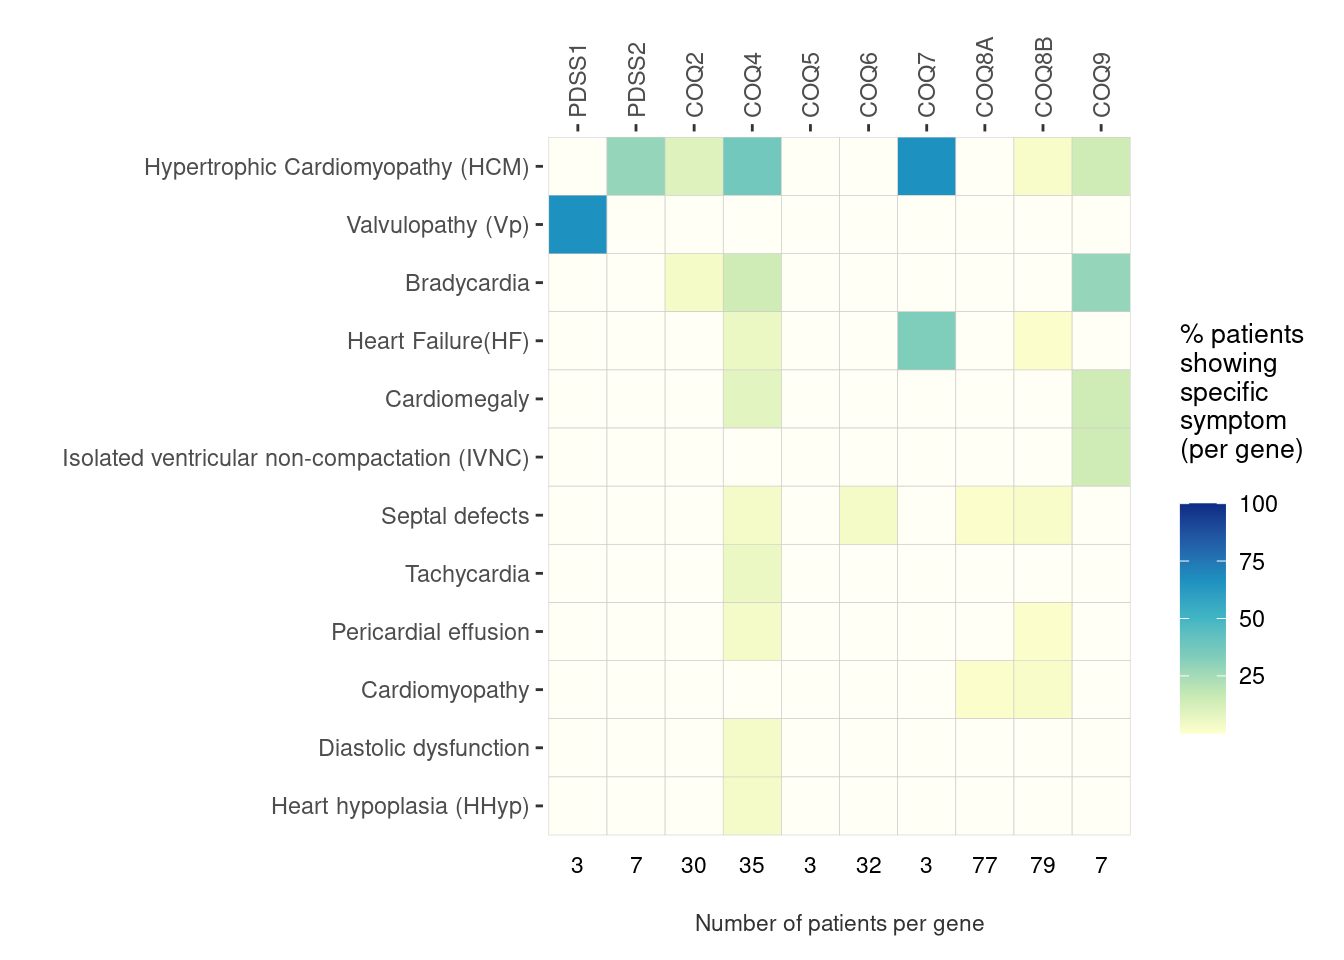 PDSS1 PDSS2 COQ2 COQ4 COQ5 COQ6 COQ7 COQ8A COQ8B COQ9
Hypertrophic Cardiomyopathy (HCM)
Valvulopathy (Vp)
Bradycardia
Heart Failure(HF)
Cardiomegaly
Isolated ventricular non-compactation (IVNC)
Septal defects
Tachycardia
Pericardial effusion
Cardiomyopathy
Diastolic dysfunction
Heart hypoplasia (HHyp)
3 7 30 35 3 32 3 77 79 7
Number of patients per gene
% patients
showing
specific
symptom
(per gene)
100
75
50
25